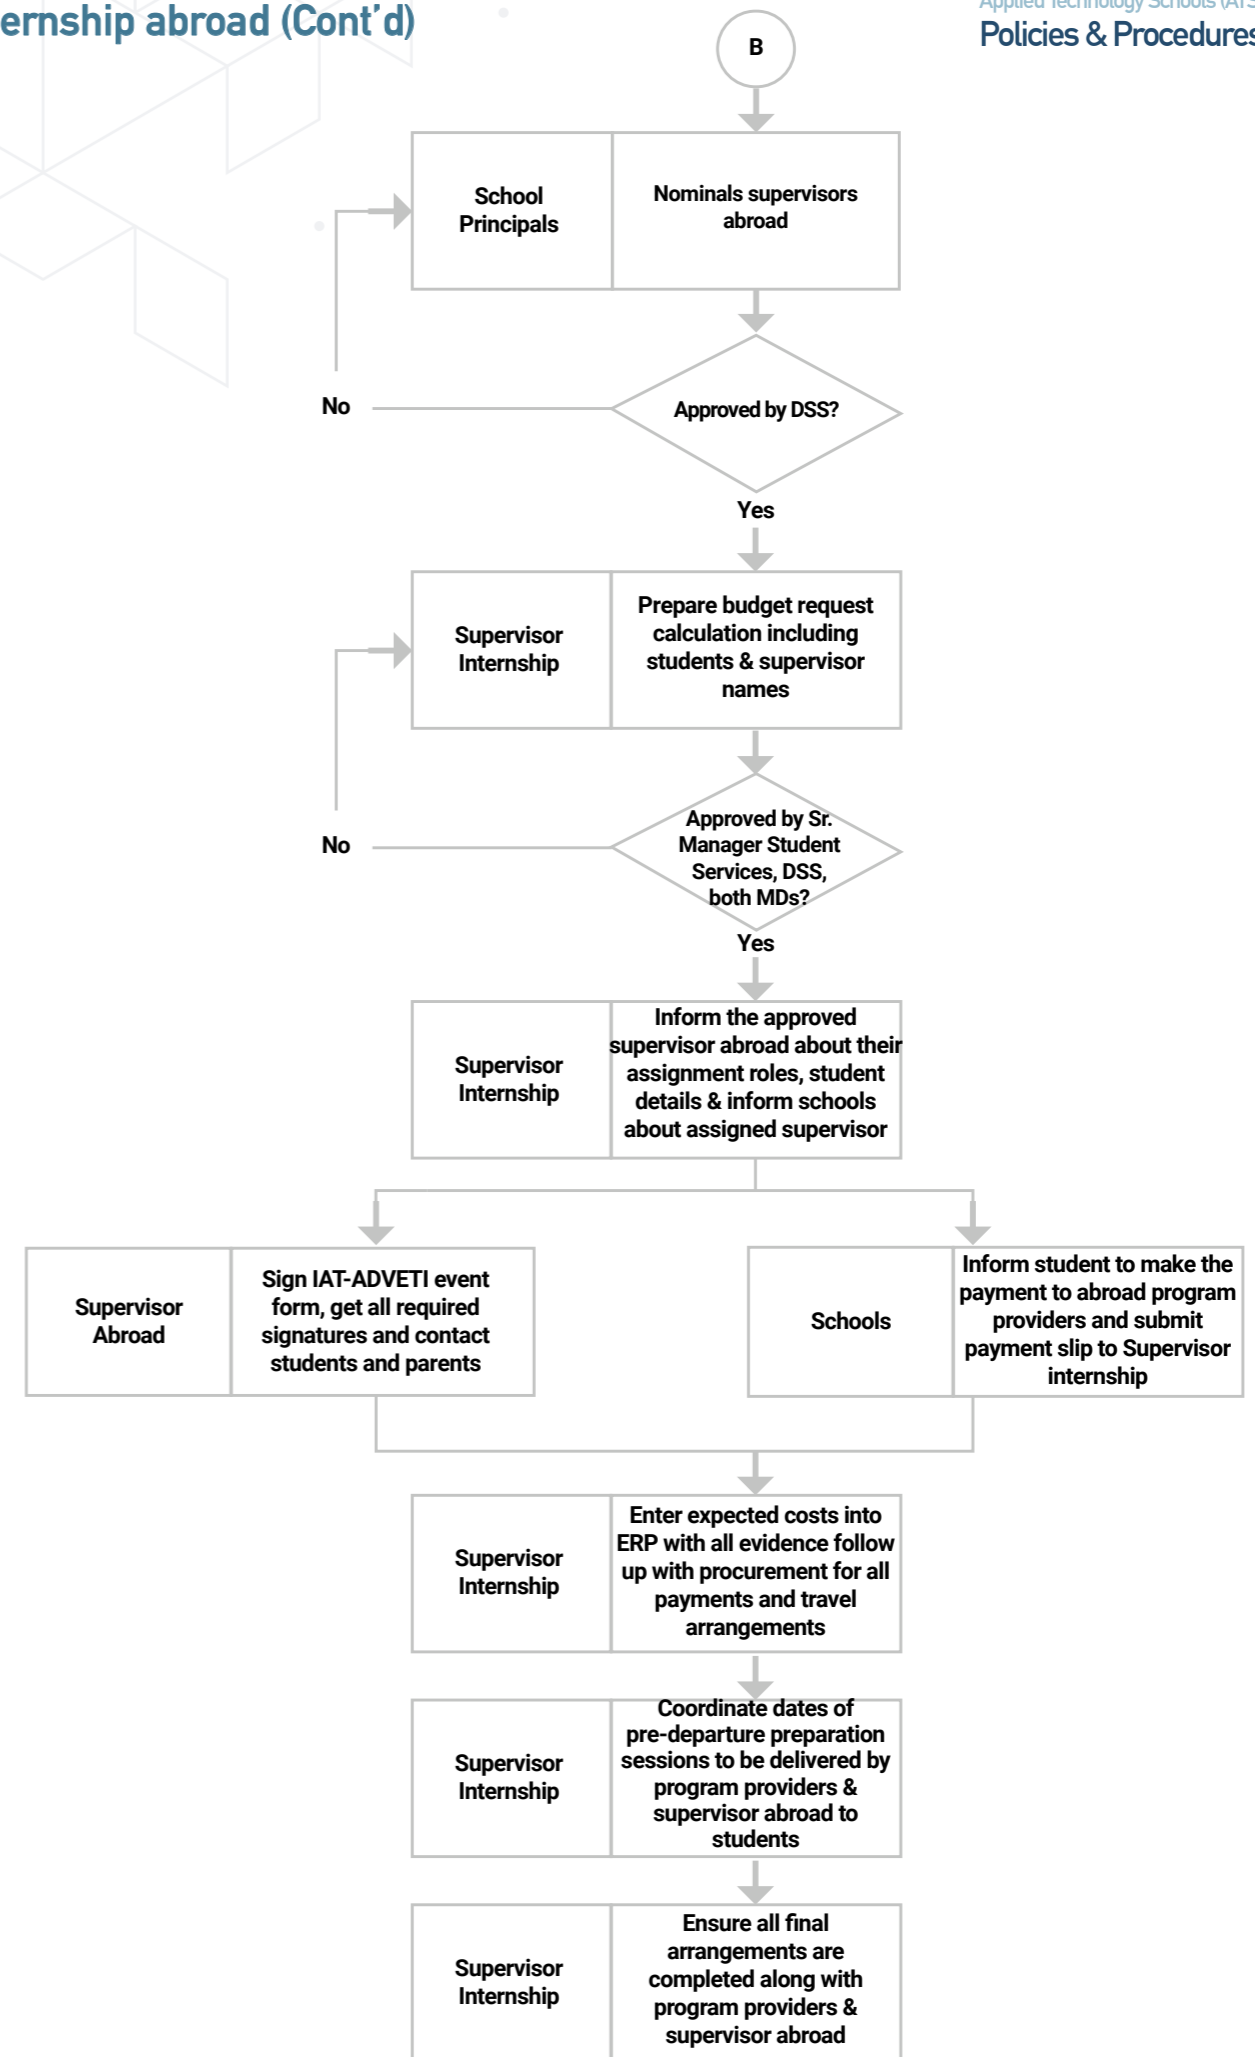 ernship abroad (Cont'd)
Applied Technology Schools (ATS
Policies & Procedures
B
School
Principals
Nominals supervisors
abroad
No
Approved by DSS?
Yes
Supervisor
Internship
Prepare budget request
calculation including
students & supervisor
names
No
Approved by Sr.
Manager Student
Services, DSS,
both MDs?
Yes
Supervisor
Internship
Inform the approved
supervisor abroad about their
assignment roles, student
details & inform schools
about assigned supervisor
Supervisor
Abroad
Sign IAT-ADVETI event
form, get all required
signatures and contact
students and parents
Schools
Inform student to make the
payment to abroad program
providers and submit
payment slip to Supervisor
internship
Supervisor
Internship
Enter expected costs into
ERP with all evidence follow
up with procurement for all
payments and travel
arrangements
Supervisor
Internship
Coordinate dates of
pre-departure preparation
sessions to be delivered by
program providers &
supervisor abroad to
students
Supervisor
Internship
Ensure all final
arrangements are
completed along with
program providers &
supervisor abroad